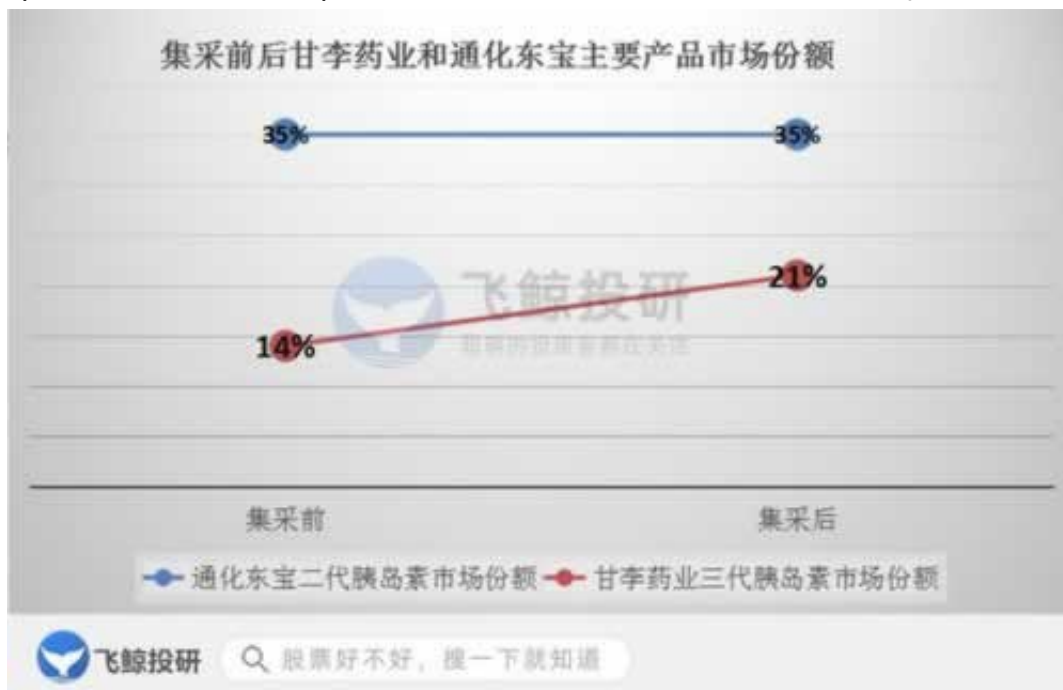 集采前后甘李药业和通化东宝主要产品市场份额
35%
35%
飞鲸投研
21%
14%
集采前
集采后
通化东宝二代胰岛素市场份额
甘李药业三代胰岛素市场份额
飞鲸投研
股票好不好，搜一下就知道